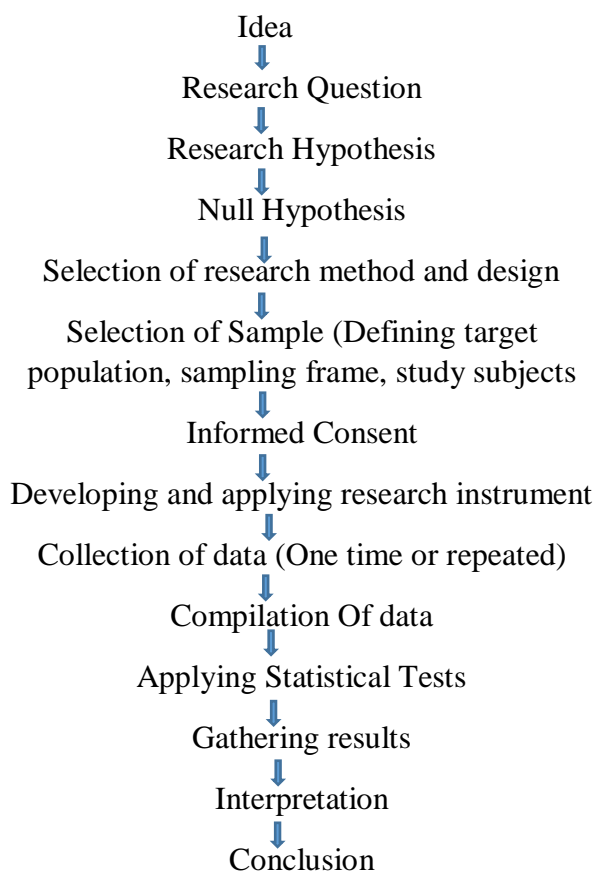 Idea
Research Question
Research Hypothesis
Null Hypothesis
Selection of research method and design
Selection of Sample (Defining target
population, sampling frame, study subjects
Informed Consent
Developing and applying research instrument
Collection of data (One time or repeated)
Compilation Of data
Applying Statistical Tests
Gathering results
Interpretation
Conclusion